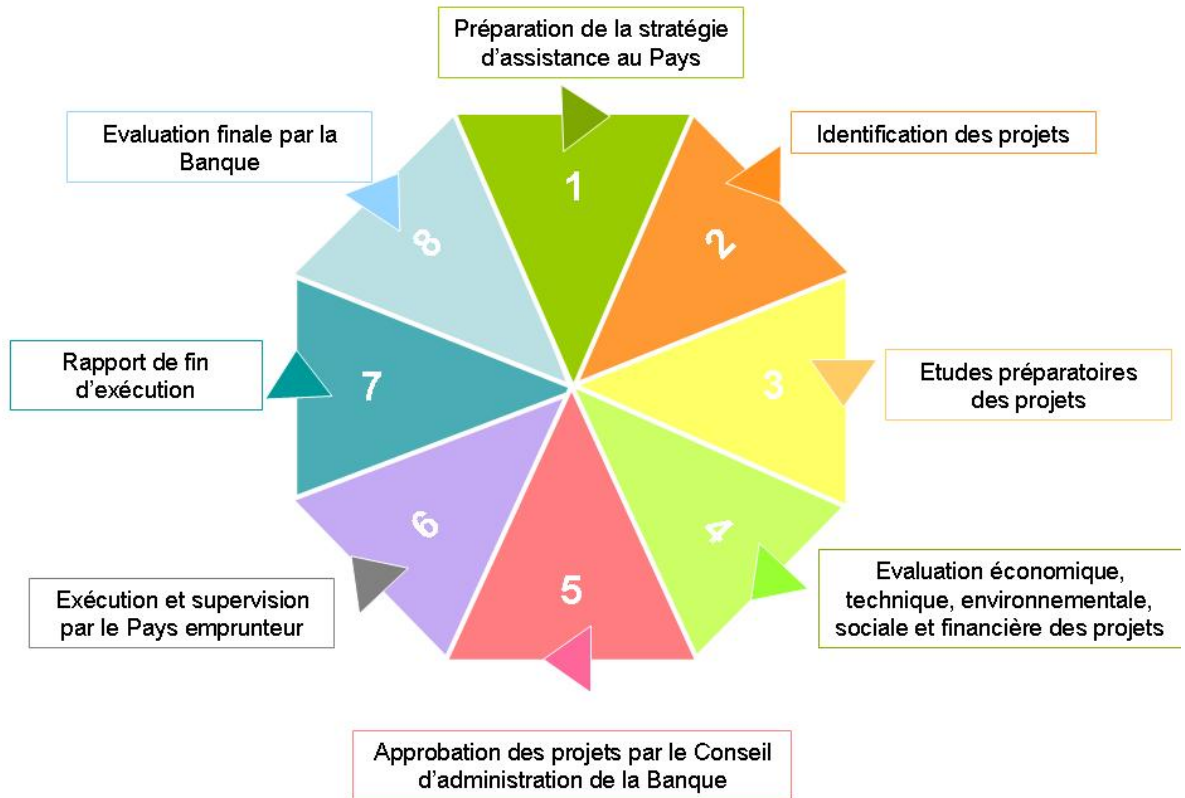 Préparation de la stratégie
d'assistance au Pays
1
Identification des projets
2
Etudes préparatoires
des projets
3
Evaluation économique,
technique, environnementale,
sociale et financière des projets
4
Approbation des projets par le Conseil
d'administration de la Banque
5
Exécution et supervision
par le Pays emprunteur
6
Rapport de fin
d'exécution
7
Evaluation finale par la
Banque
8